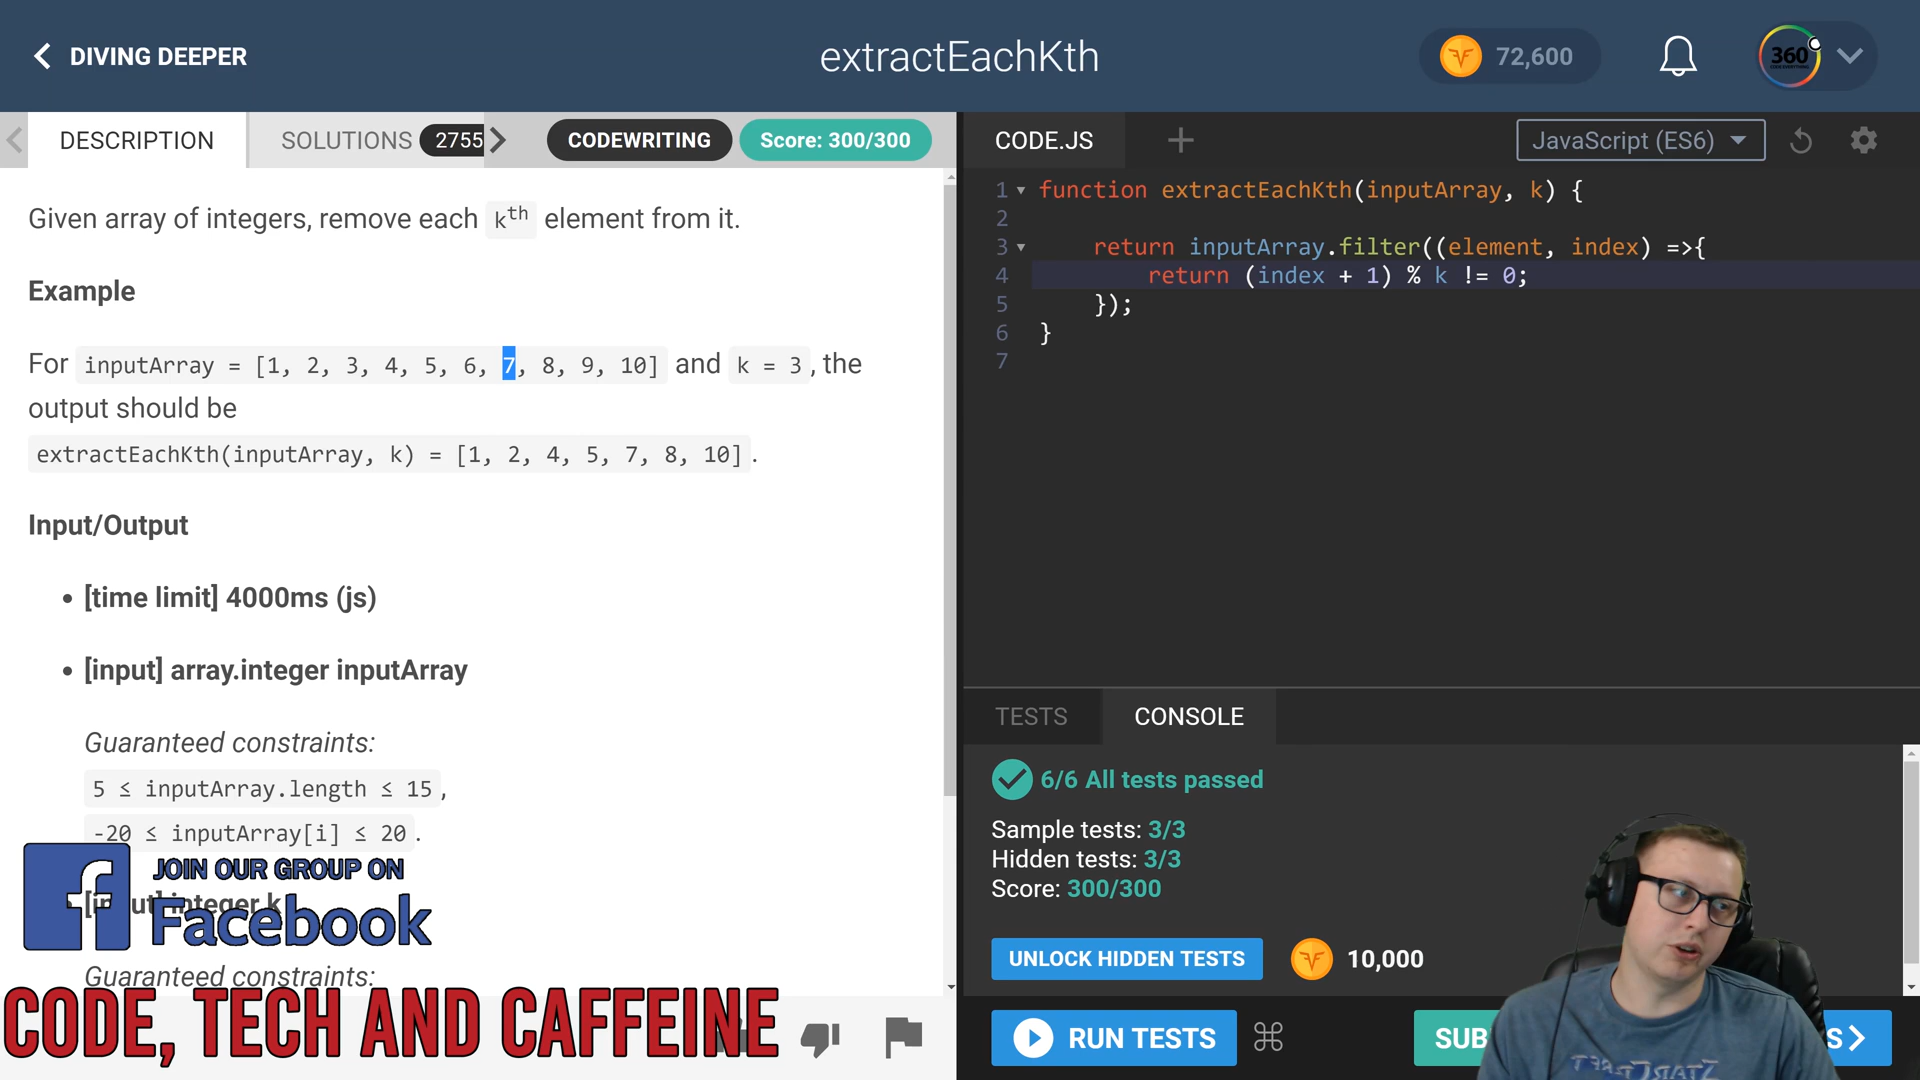 DIVING DEEPER
extractEachKth
72,600
360
DESCRIPTION
SOLUTIONS 2755
CODEWRITING
Score: 300/300
Given array of integers, remove each kth element from it.
Example
For inputArray = [1, 2, 3, 4, 5, 6, 7, 8, 9, 10] and k = 3, the
output should be
extractEachKth(inputArray, k) = [1, 2, 4, 5, 7, 8, 10].
Input/Output
• [time limit] 4000ms (js)
• [input] array.integer inputArray
Guaranteed constraints:
5 ≤ inputArray.length ≤ 15,
-20 ≤ inputArray[i] ≤ 20.
[input] integer k
Guaranteed constraints:
JOIN OUR GROUP ON
Facebook
CODE, TECH AND CAFFEINE
CODE.JS
JavaScript (ES6)
1 function extractEachKth(inputArray, k) {
2
3 return inputArray.filter((element, index) =>{
4 return (index + 1) % k != 0;
5 });
6 }
7
TESTS
CONSOLE
6/6 All tests passed
Sample tests: 3/3
Hidden tests: 3/3
Score: 300/300
UNLOCK HIDDEN TESTS
10,000
RUN TESTS
SUB
S
STARCRAFT